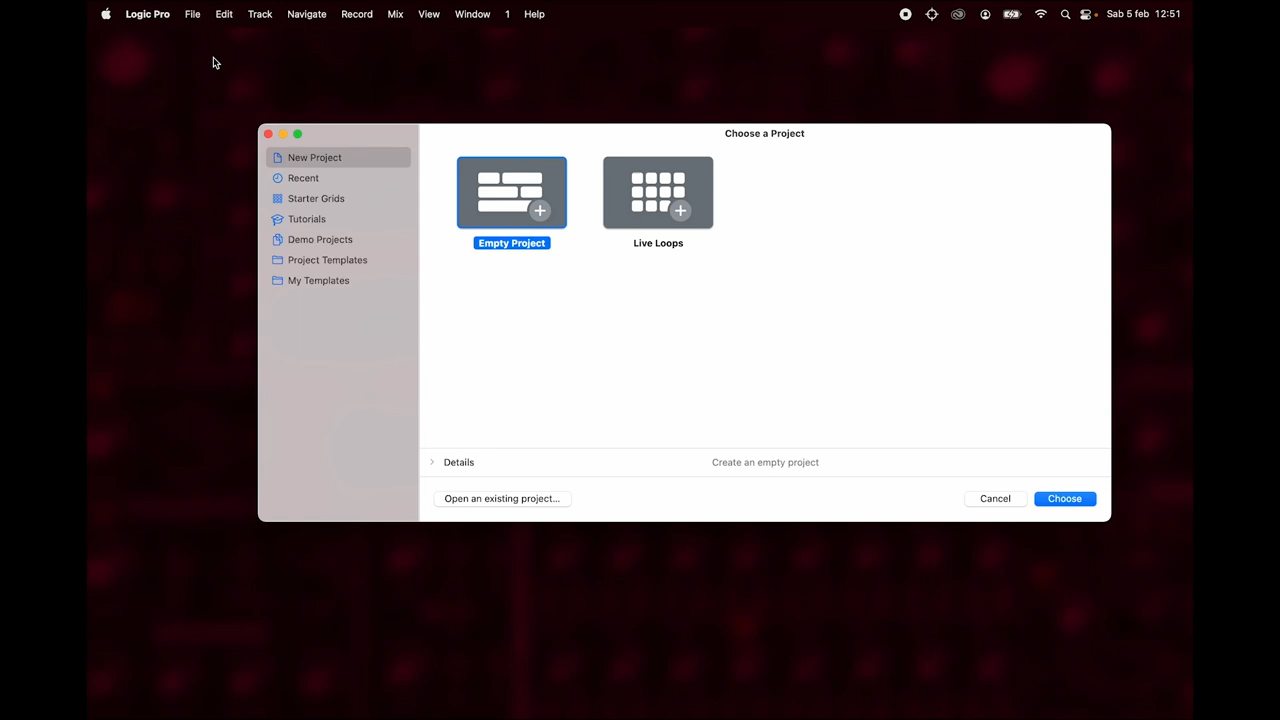 Logic Pro File Edit Track Navigate Record Mix View Window 1 Help Sab 5 feb 12:51
Choose a Project
New Project
Recent
Starter Grids
Tutorials
Demo Projects
Project Templates
My Templates
Empty Project Live Loops
Details Create an empty project
Open an existing project... Cancel Choose